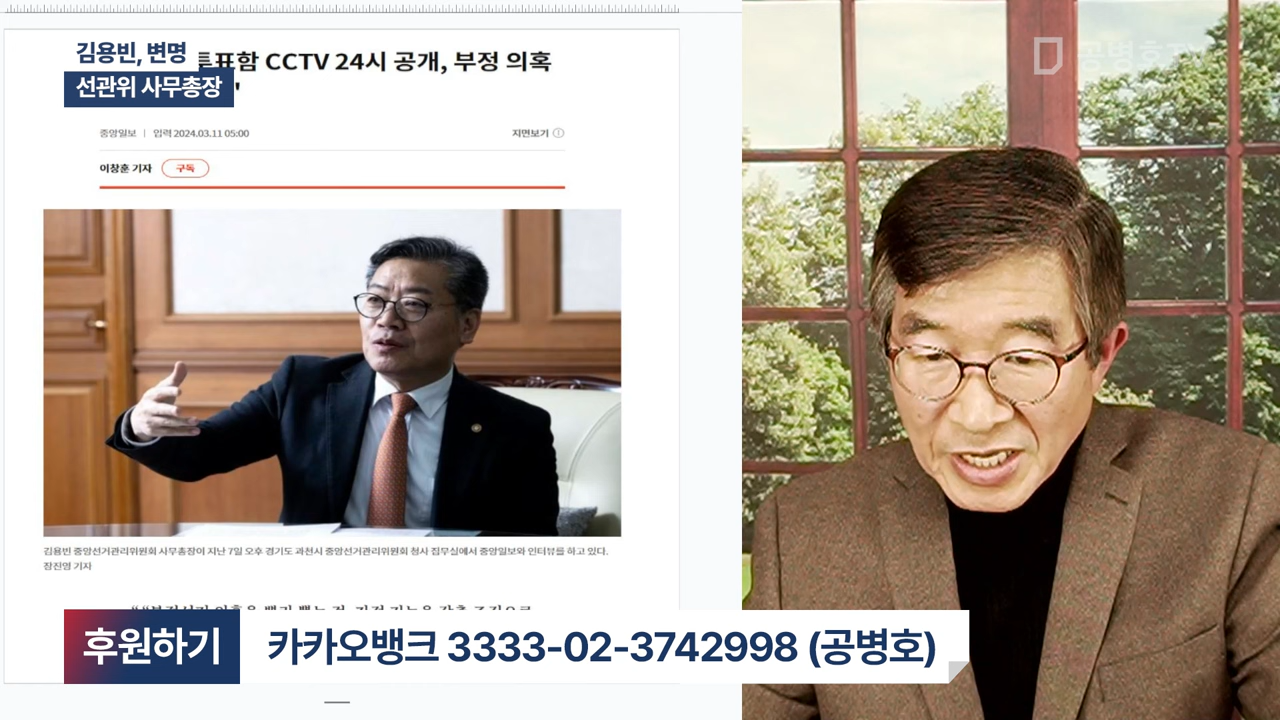 김용빈, 변명
선관위 사무총장
투표함 CCTV 24시 공개, 부정 의혹
중앙일보 | 입력 2024.03.11 05:00
지면보기
이창훈 기자 구독
김용빈 중앙선거관리위원회 사무총장이 지난 7일 오후 경기도 과천시 중앙선거관리위원회 청사 집무실에서 중앙일보와 인터뷰를 하고 있다.
장진영 기자
공병호TV
후원하기 카카오뱅크 3333-02-3742998 (공병호)